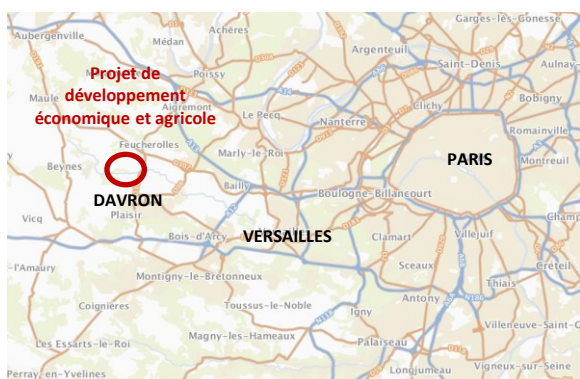 Garges-lès-Gonesse
Achères
Aubergenville
Médan
Argenteuil
Saint-Denis
Aulnay
Projet de
développement
économique et agricole
Poissy
A14
Maule
Aigremont
Le Pecq
Nanterre
Clichy
Bobigny
Romainville
Feucherolles
Marly-le-Roi
PARIS
Montreuil
Beynes
Bailly
Boulogne-Billancourt
DAVRON
Plaisir
Vicq
Bois-d'Arcy
VERSAILLES
Clamart
Villejuif
Cham
Sceaux
Créteil
l'Amaury
Montigny-le-Bretonneux
Thiais
Antony
Coignières
Toussus-le-Noble
Igny
Villeneuve-Saint-G
Les Essarts-le-Roi
Magny-les-Hameaux
Palaiseau
Perray-en-Yvelines
Longjumeau
Vigneux-sur-Seine